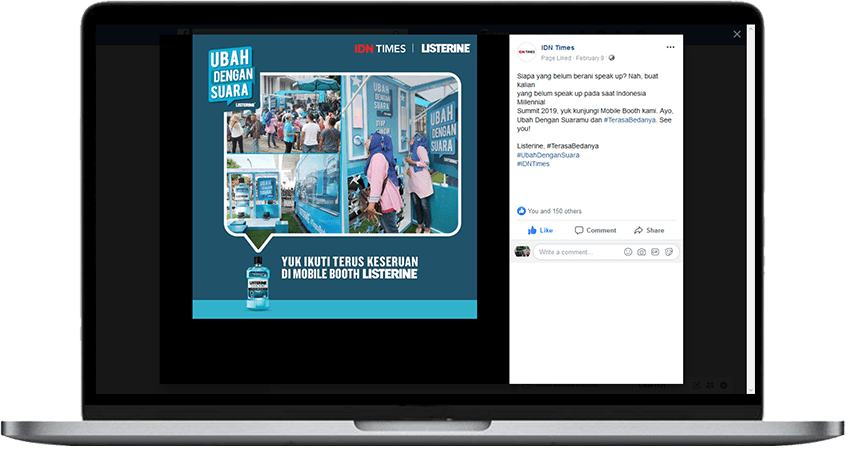 IDN TIMES | LISTERINE
UBAH
DENGAN
SUARA
LISTERINE
UBAH
DENGAN
SUARA
LISTERINE
YUK IKUTI TERUS KESERUAN
DI MOBILE BOOTH LISTERINE
LISTERINE
IDN TIMES
IDN Times
Page Liked · February 9 ·
Siapa yang belum berani speak up? Nah, buat
kalian
yang belum speak up pada saat Indonesia
Millennial
Summit 2019, yuk kunjungi Mobile Booth kami. Ayo,
Ubah Dengan Suaramu dan #TerasaBedanya. See
you!
Listerine, #TerasaBedanya
#UbahDenganSuara
#IDNTimes
You and 150 others
Like
Comment
Share
Write a comment...